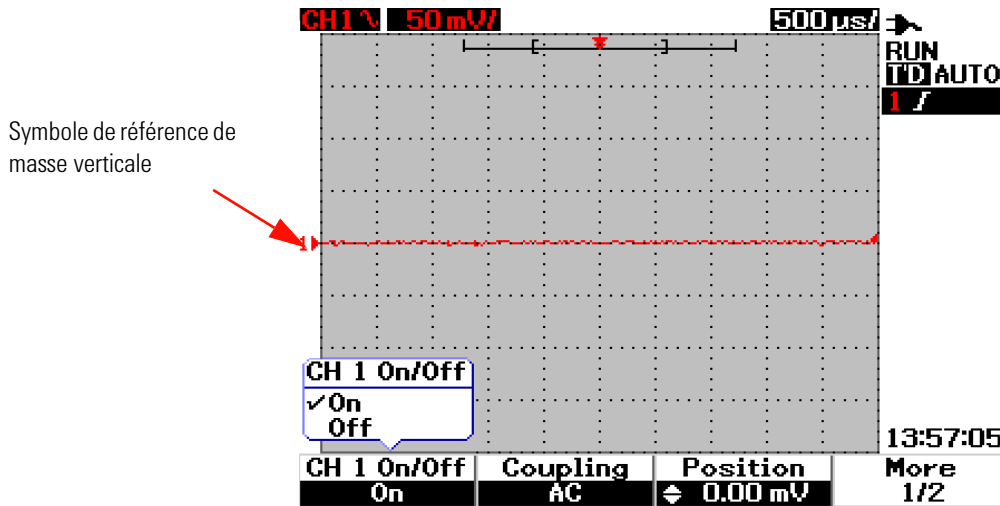 CH1 50 mV/ 500 µs/
RUN
T'D AUTO
1
Symbole de référence de
masse verticale
1
CH 1 On/Off
✓On
Off
13:57:05
CH 1 On/Off Coupling Position More
On AC 0.00 mV 1/2